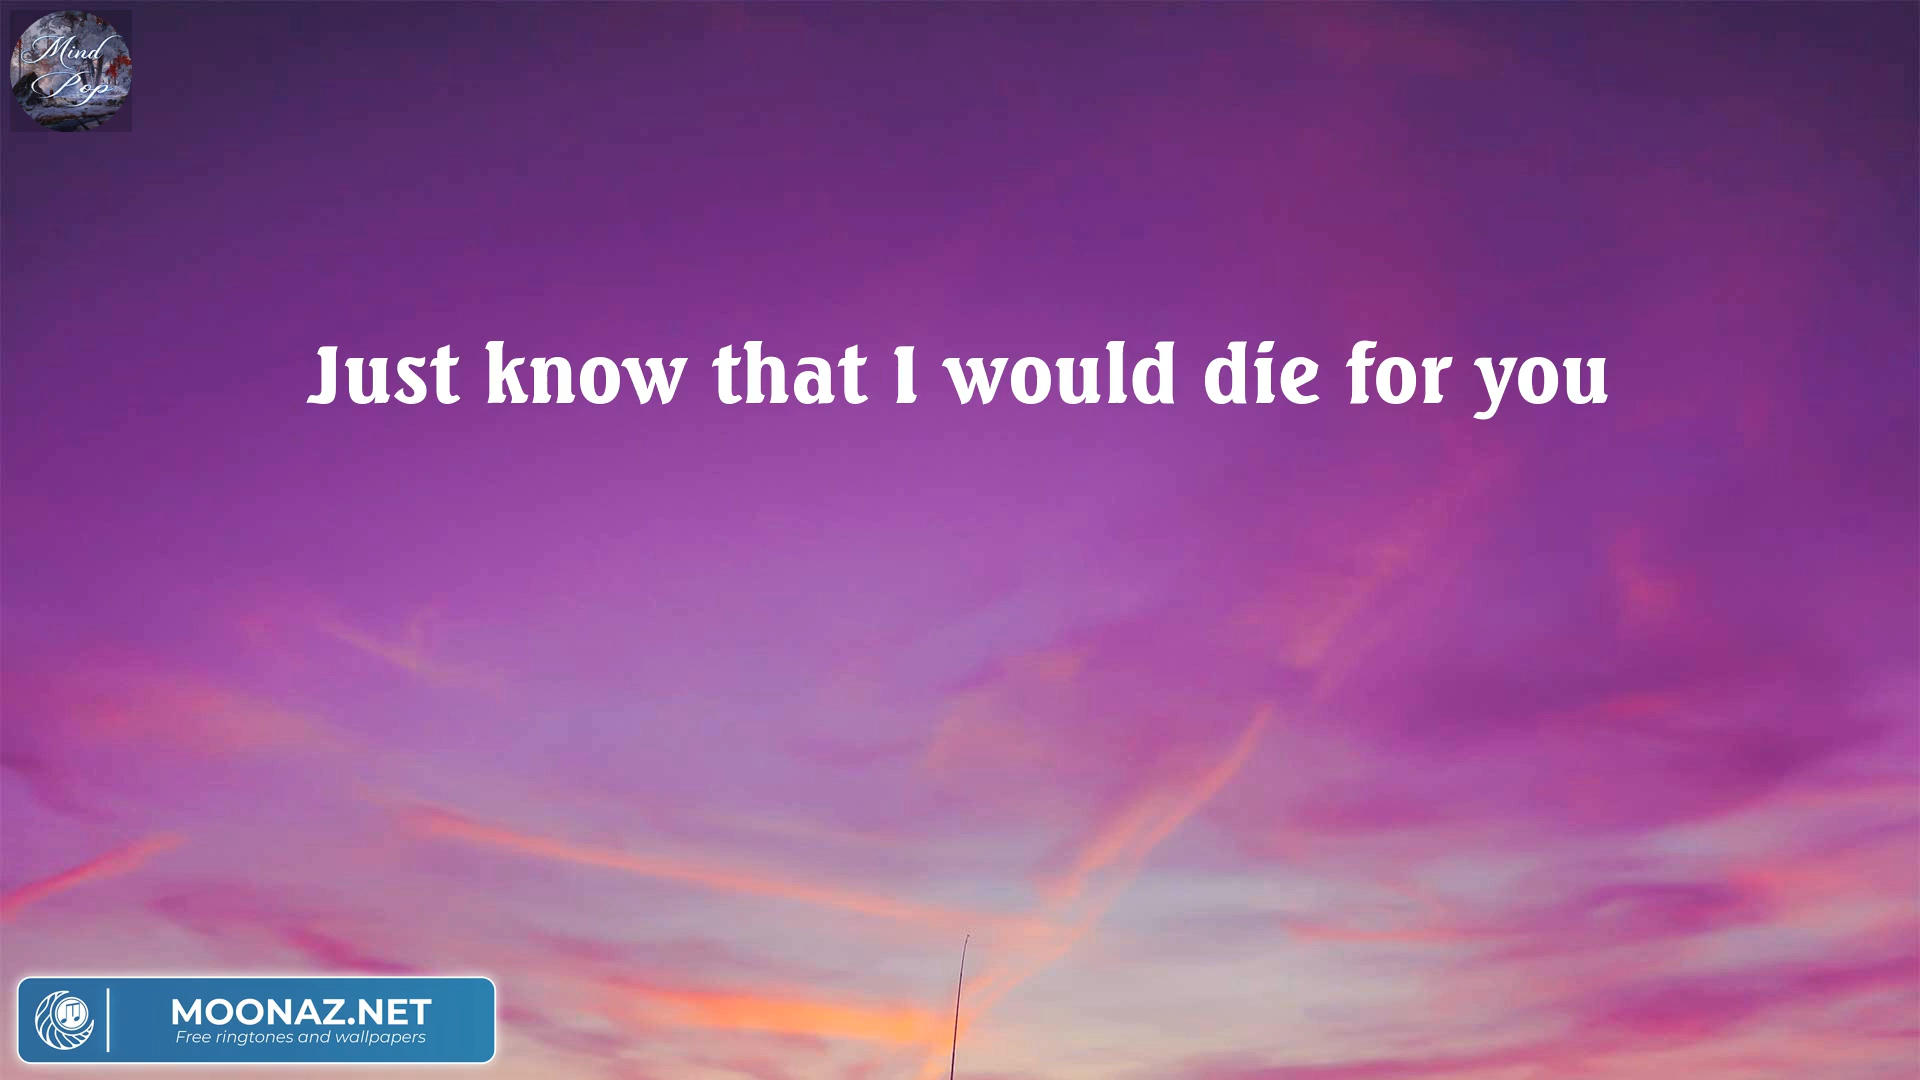 Mind
Pop
Just know that I would die for you
MOONAZ.NET
Free ringtones and wallpapers